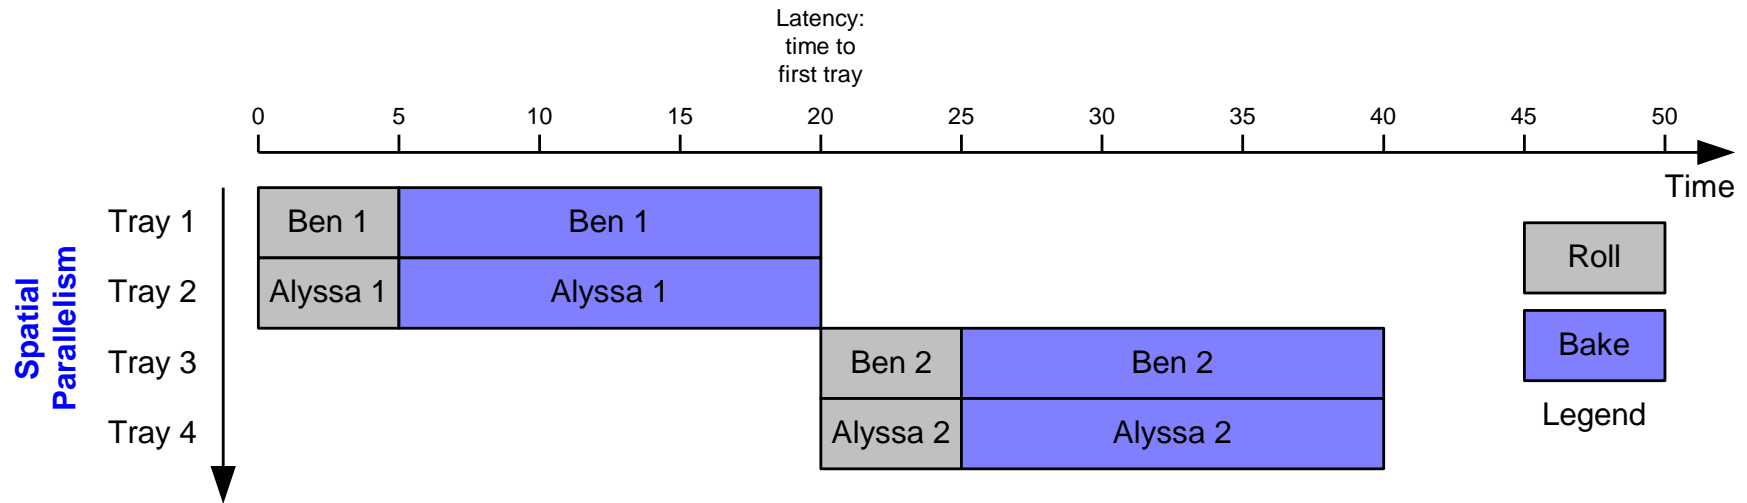 Latency:
time to
first tray
0 5 10 15 20 25 30 35 40 45 50
Time
Spatial
Parallelism
Tray 1 Ben 1 Ben 1
Tray 2 Alyssa 1 Alyssa 1
Tray 3 Ben 2 Ben 2
Tray 4 Alyssa 2 Alyssa 2
Roll
Bake
Legend